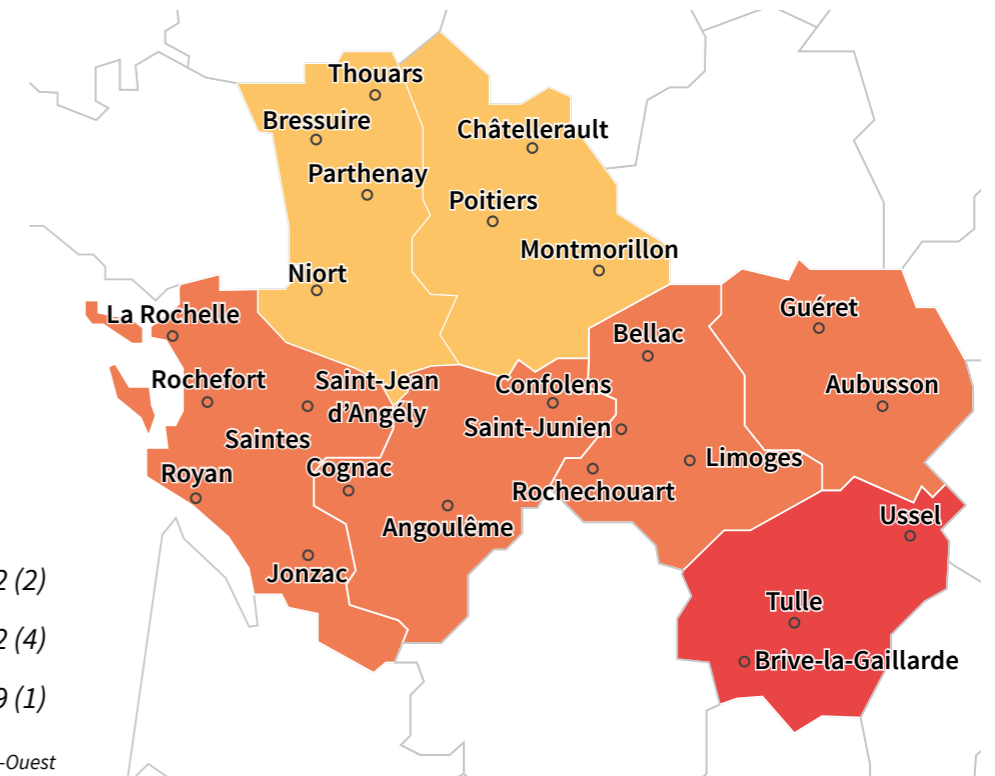 Thouars
Bressuire
Châtellerault
Parthenay
Poitiers
Montmorillon
Niort
La Rochelle
Guéret
Bellac
Rochefort
Saint-Jean
d’Angély
Confolens
Aubusson
Saint-Junien
Saintes
Limoges
Royan
Cognac
Rochechouart
Angoulême
Ussel
Jonzac
2 (2)
Tulle
2 (4)
Brive-la-Gaillarde
9 (1)
-Ouest